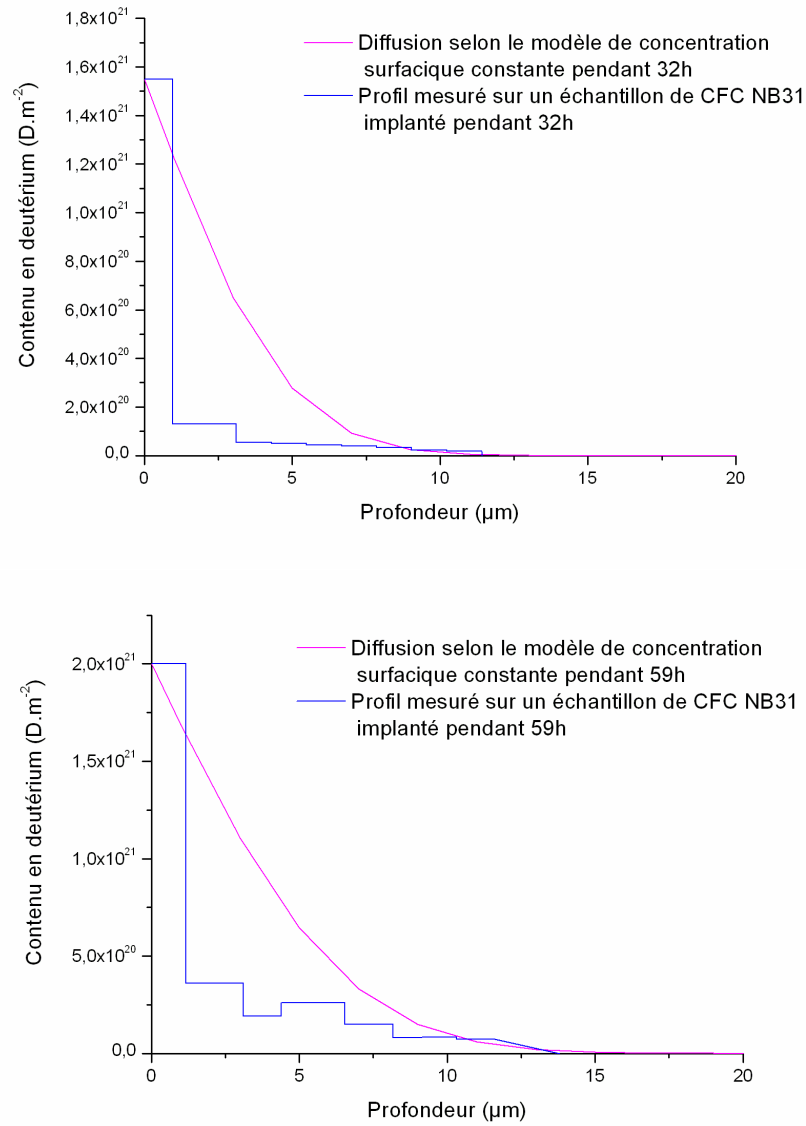 1,8x10²¹
1,6x10²¹
1,4x10²¹
1,2x10²¹
1,0x10²¹
8,0x10²⁰
6,0x10²⁰
4,0x10²⁰
2,0x10²⁰
0,0
Contenu en deutérium (D.m⁻²)
Diffusion selon le modèle de concentration
surfacique constante pendant 32h
Profil mesuré sur un échantillon de CFC NB31
implanté pendant 32h
0 5 10 15 20
Profondeur (µm)
2,0x10²¹
1,5x10²¹
1,0x10²¹
5,0x10²⁰
0,0
Contenu en deutérium (D.m⁻²)
Diffusion selon le modèle de concentration
surfacique constante pendant 59h
Profil mesuré sur un échantillon de CFC NB31
implanté pendant 59h
0 5 10 15 20
Profondeur (µm)